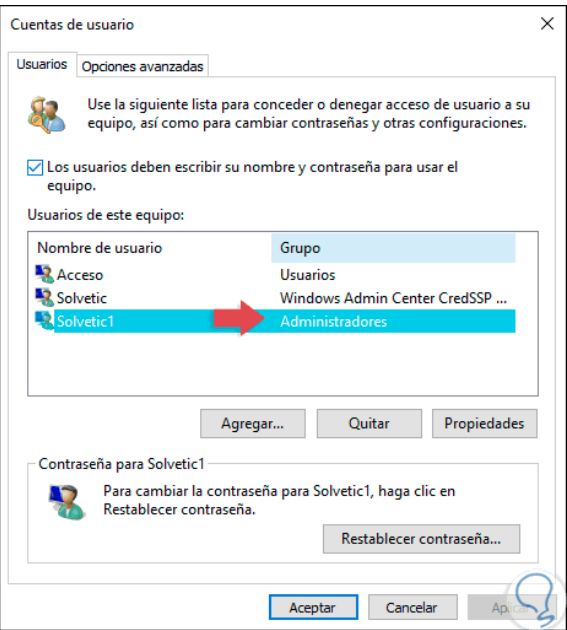 Cuentas de usuario
Usuarios
Opciones avanzadas
Use la siguiente lista para conceder o denegar acceso de usuario a su
equipo, así como para cambiar contraseñas y otras configuraciones.
Los usuarios deben escribir su nombre y contraseña para usar el
equipo.
Usuarios de este equipo:
Nombre de usuario Grupo
Acceso Usuarios
Solvetic Windows Admin Center CredSSP ...
Solvetic1 Administradores
Agregar... Quitar Propiedades
Contraseña para Solvetic1
Para cambiar la contraseña para Solvetic1, haga clic en
Restablecer contraseña.
Restablecer contraseña...
Aceptar Cancelar Aplicar